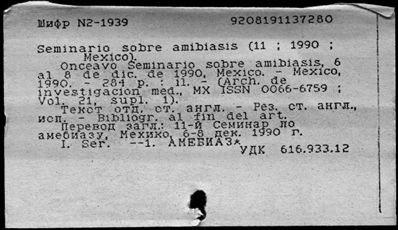 Шифр N2-1939 9208191137280
Seminario sobre amibiasis (11 ; 1990 ;
Mexico).
Onceavo Seminario sobre amibiasis, 6
al 8 de dic. de 1990, Mexico. - Mexico,
1990. - 284 p. : il. - (Arch. de
investigacion med., MX ISSN 0066-6759 ;
Vol. 21, supl. 1).
Текст отд. ст. англ. - Рез. ст. англ.,
исп. - Bibliogr. al fin del art.
Перевод загл.: 11-й Семинар по
амебиазу, Мехико, 6-8 дек. 1990 г.
I. Ser. --1. АМЕБИАЗ*
УДК 616.933.12